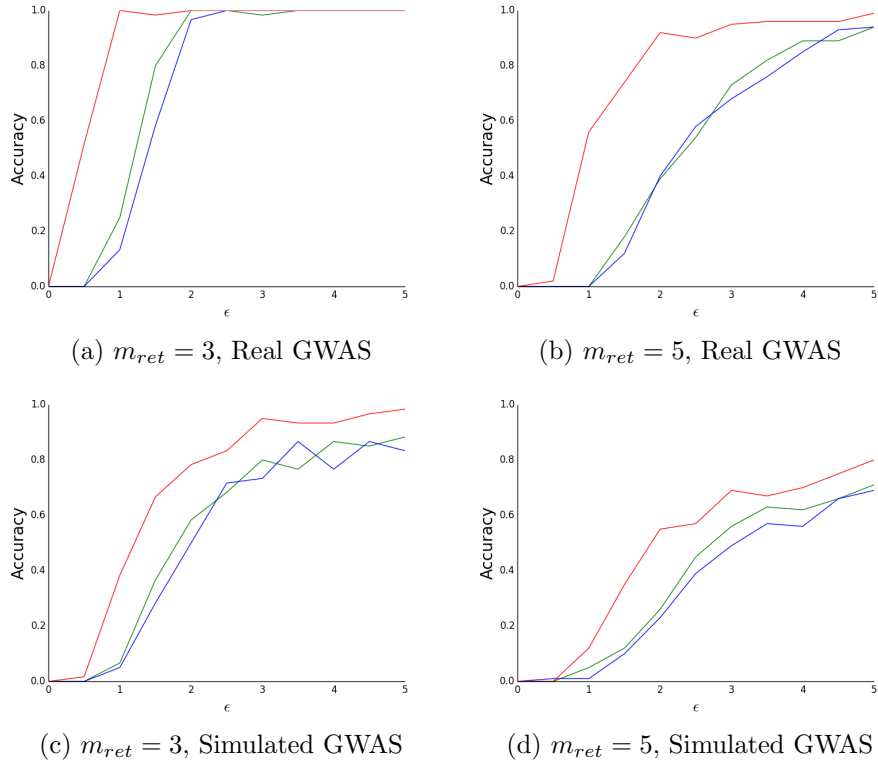 1.0
0.8
0.6
0.4
0.2
0.0
Accuracy
0 1 2 3 4 5
ϵ
(a) m_ret = 3, Real GWAS
1.0
0.8
0.6
0.4
0.2
0.0
Accuracy
0 1 2 3 4 5
ϵ
(b) m_ret = 5, Real GWAS
1.0
0.8
0.6
0.4
0.2
0.0
Accuracy
0 1 2 3 4 5
ϵ
(c) m_ret = 3, Simulated GWAS
1.0
0.8
0.6
0.4
0.2
0.0
Accuracy
0 1 2 3 4 5
ϵ
(d) m_ret = 5, Simulated GWAS